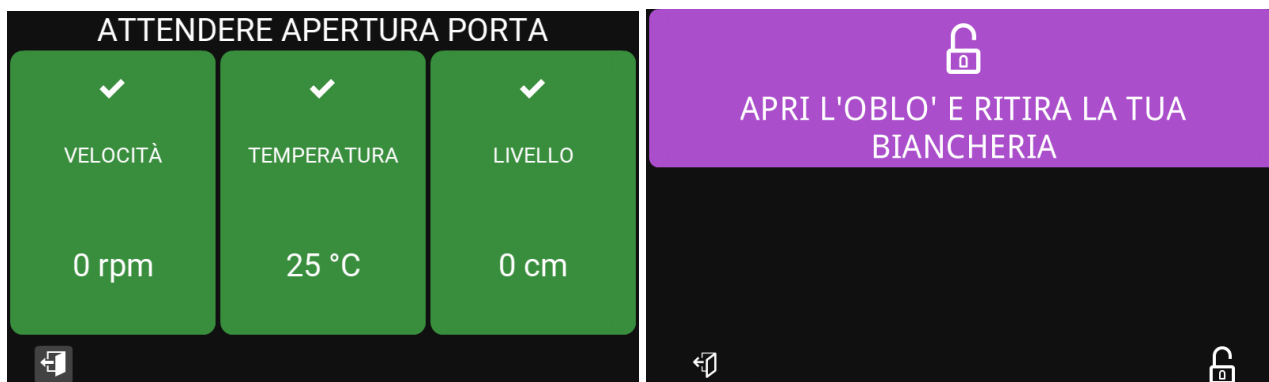 ATTENDERE APERTURA PORTA
VELOCITÀ
TEMPERATURA
LIVELLO
0 rpm
25 °C
0 cm
APRI L'OBLO' E RITIRA LA TUA
BIANCHERIA